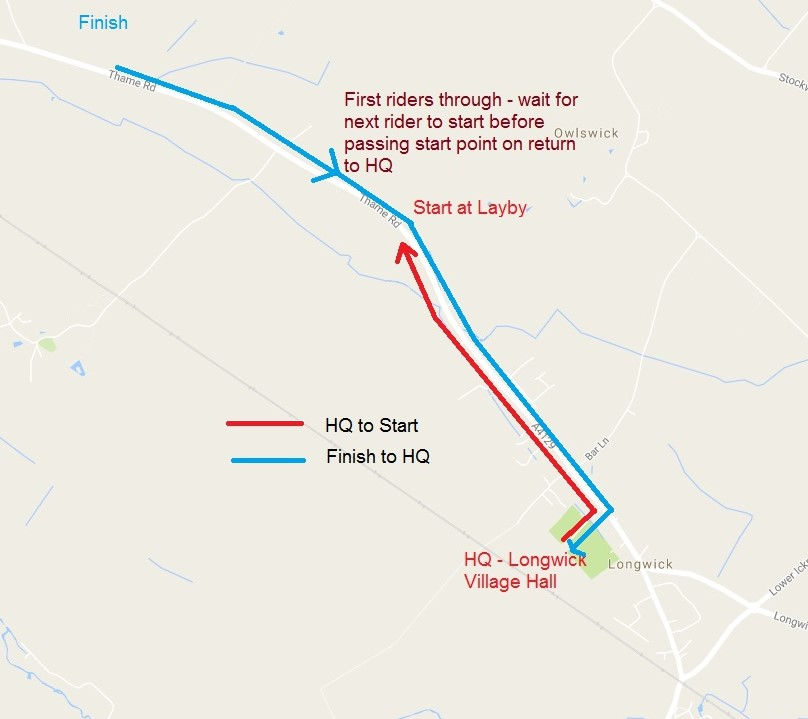 Finish
Thame Rd
Stockw
First riders through - wait for
next rider to start before
passing start point on return
to HQ
Owlswick
Thame Rd
Start at Layby
HQ to Start
Finish to HQ
A4129
Bar Ln
HQ - Longwick
Village Hall
Longwick
Lower Icks
Longwi